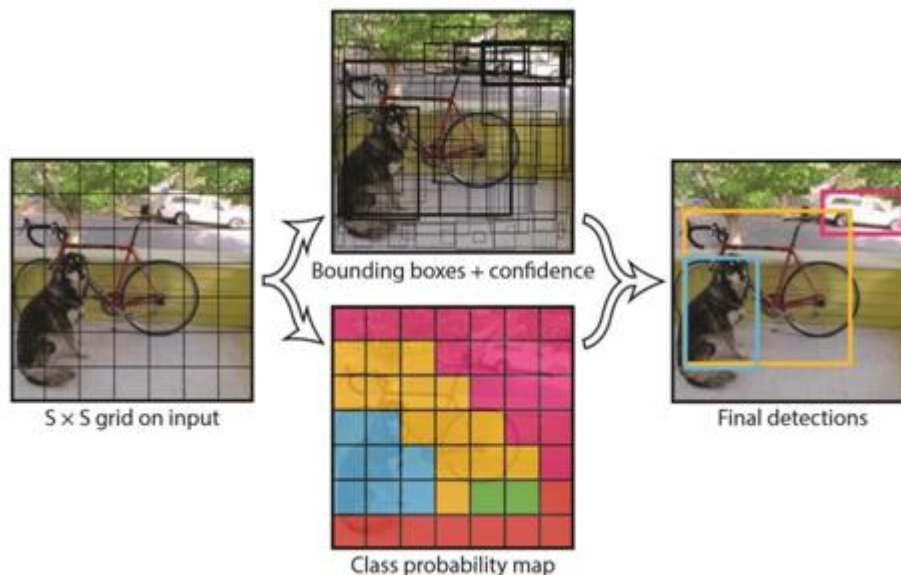 Bounding boxes + confidence
S × S grid on input
Final detections
Class probability map